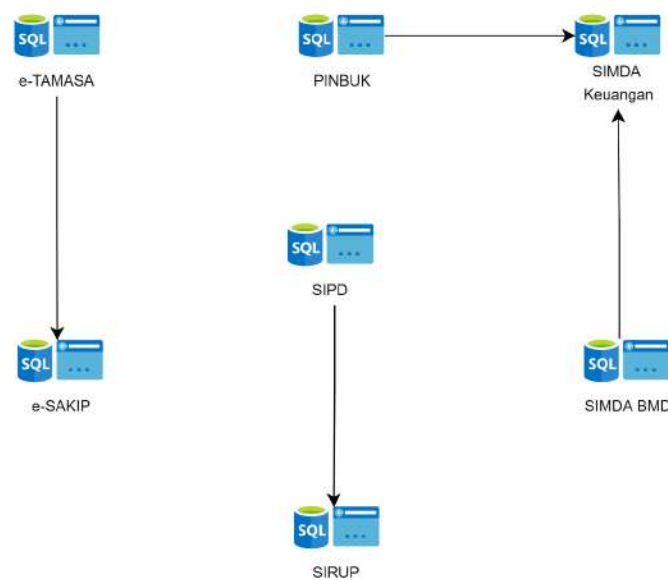 SQL
e-TAMASA
SQL
PINBUK
SQL
SIMDA
Keuangan
SQL
SIPD
SQL
e-SAKIP
SQL
SIMDA BMD
SQL
SIRUP